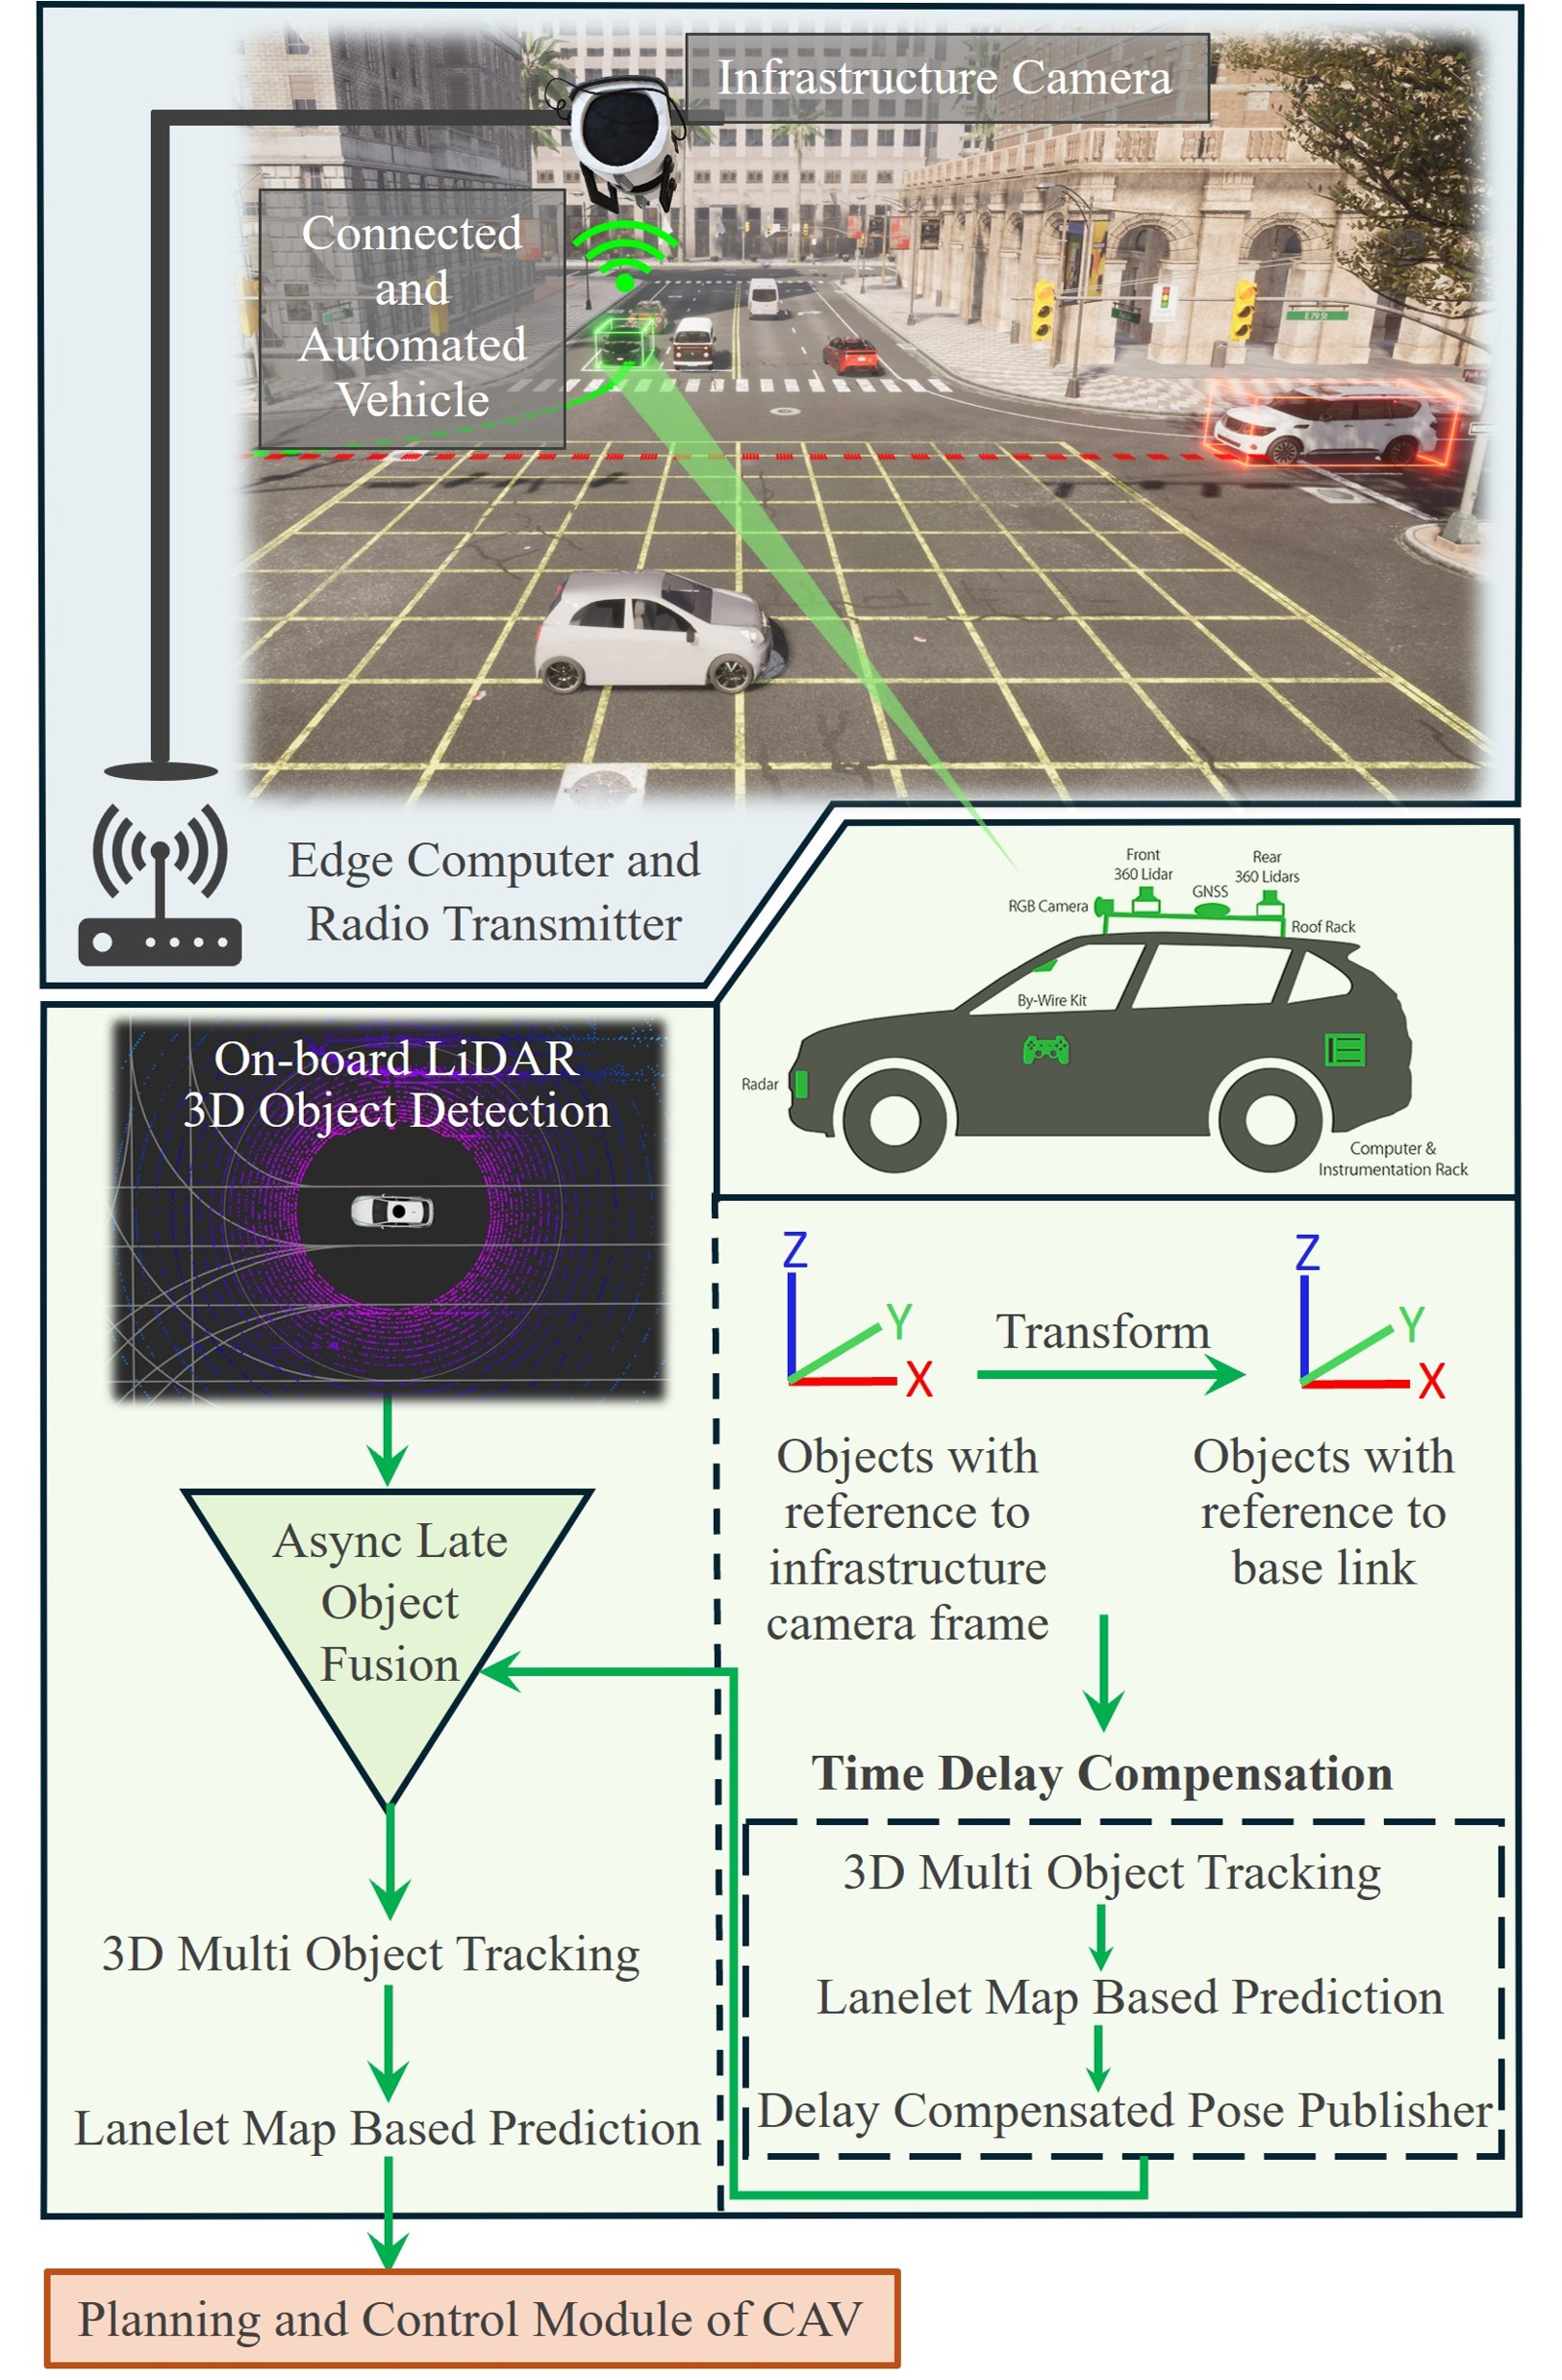 Infrastructure Camera
Connected
and
Automated
Vehicle
E 79 St
Edge Computer and
Radio Transmitter
Front
360 Lidar
Rear
360 Lidars
GNSS
RGB Camera
Roof Rack
By-Wire Kit
Radar
Computer &
Instrumentation Rack
On-board LiDAR
3D Object Detection
Z
Y
X
Transform
Z
Y
X
Objects with
reference to
infrastructure
camera frame
Objects with
reference to
base link
Async Late
Object
Fusion
Time Delay Compensation
3D Multi Object Tracking
Lanelet Map Based Prediction
Delay Compensated Pose Publisher
3D Multi Object Tracking
Lanelet Map Based Prediction
Planning and Control Module of CAV